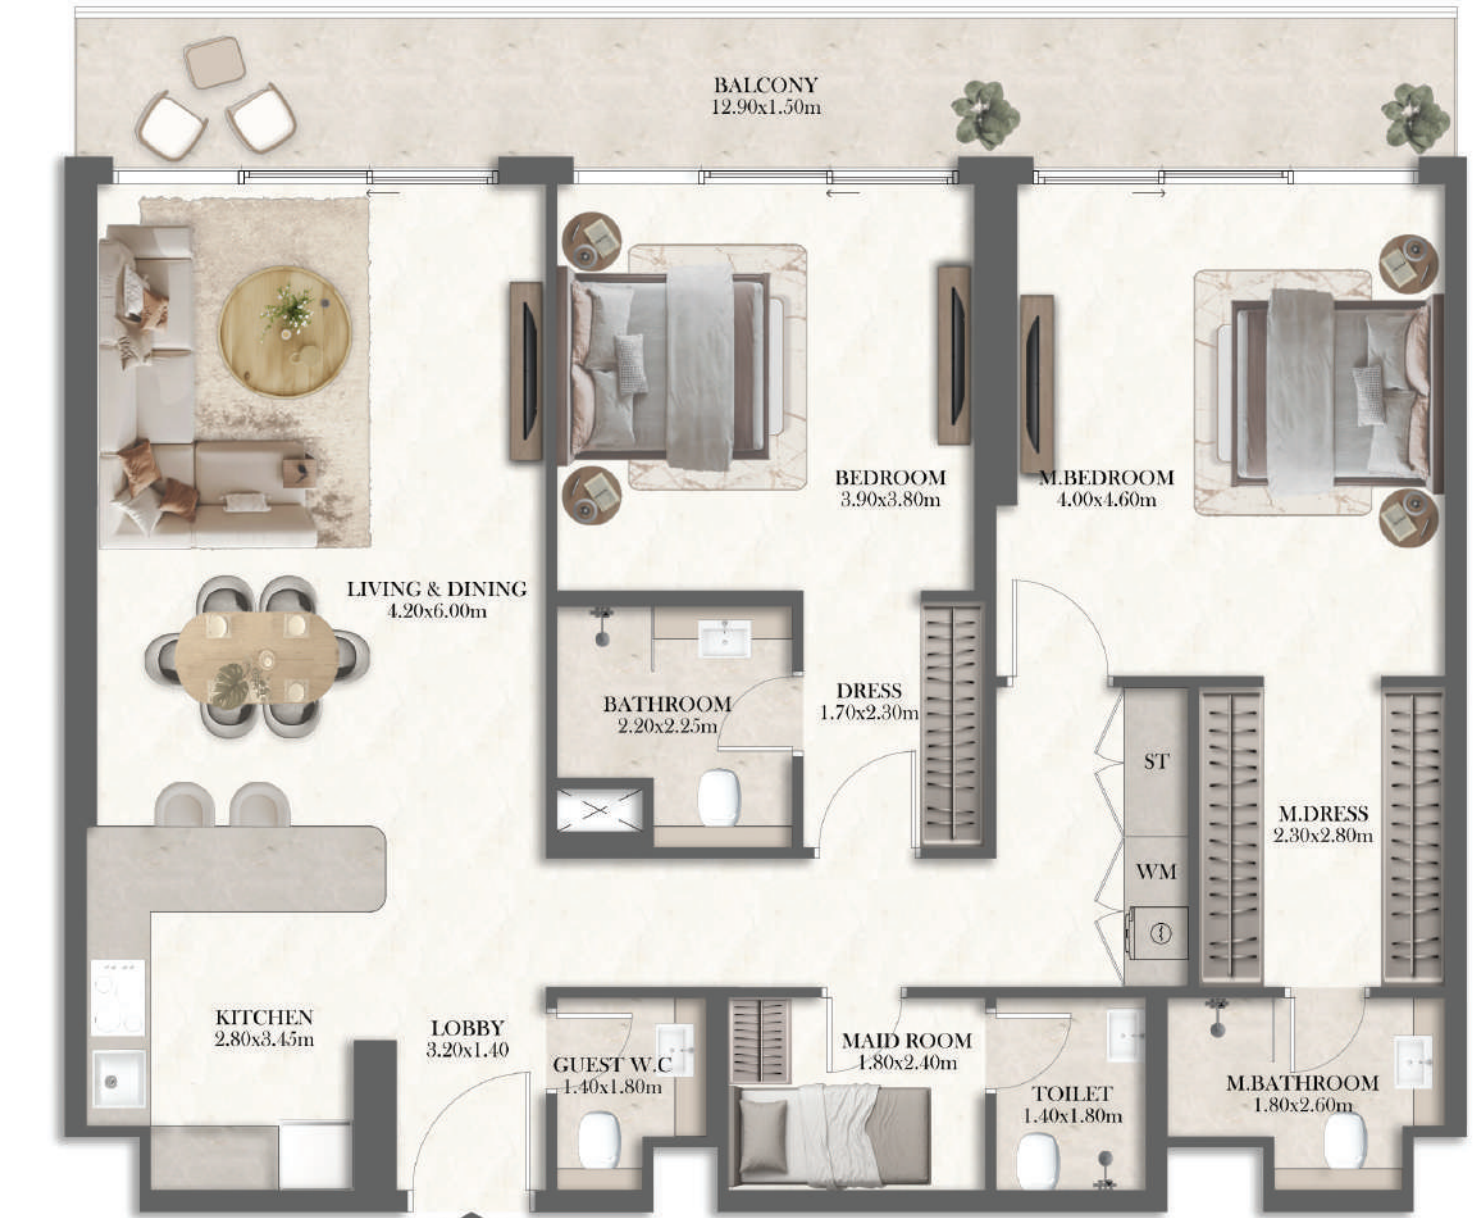 BALCONY
12.90x1.50m
BEDROOM
3.90x3.80m
M.BEDROOM
4.00x4.60m
LIVING & DINING
4.20x6.00m
BATHROOM
2.20x2.25m
DRESS
1.70x2.30m
ST
M.DRESS
2.30x2.80m
WM
KITCHEN
2.80x3.45m
LOBBY
3.20x1.40
GUEST W.C
1.40x1.80m
MAID ROOM
1.80x2.40m
TOILET
1.40x1.80m
M.BATHROOM
1.80x2.60m